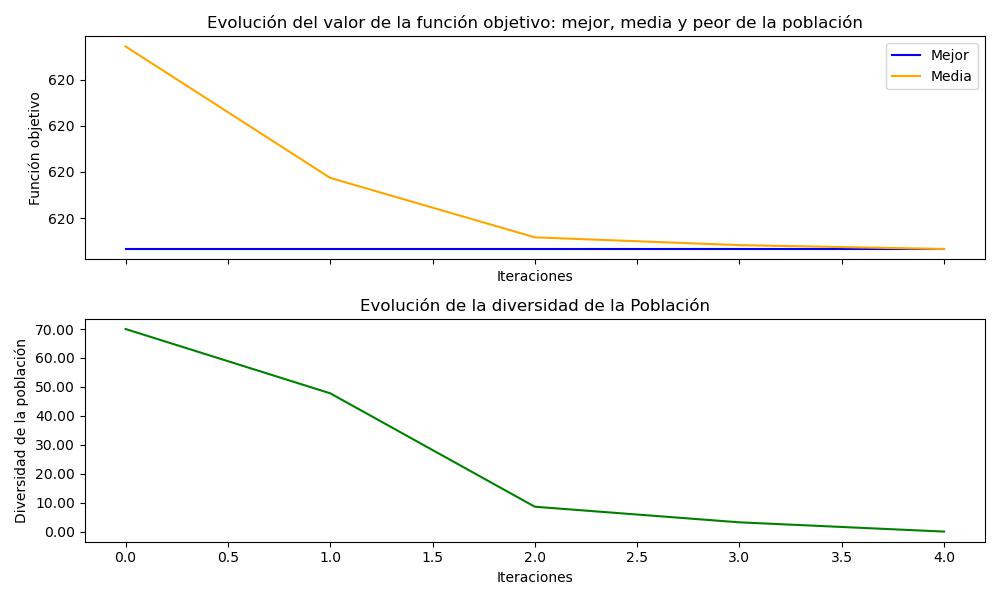 Evolución del valor de la función objetivo: mejor, media y peor de la población
Función objetivo
620
620
620
620
Mejor
Media
Iteraciones
Evolución de la diversidad de la Población
Diversidad de la población
70.00
60.00
50.00
40.00
30.00
20.00
10.00
0.00
0.0 0.5 1.0 1.5 2.0 2.5 3.0 3.5 4.0
Iteraciones